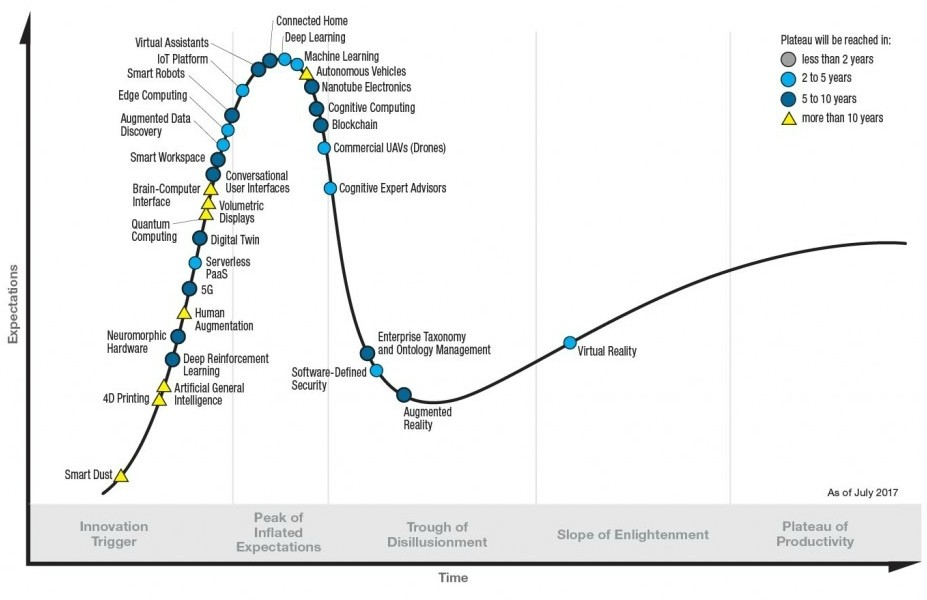 Connected Home
Deep Learning
Virtual Assistants
IoT Platform
Machine Learning
Smart Robots
Autonomous Vehicles
Nanotube Electronics
Edge Computing
Cognitive Computing
Augmented Data
Discovery
Blockchain
Commercial UAVs (Drones)
Smart Workspace
Conversational
User Interfaces
Brain-Computer
Interface
Cognitive Expert Advisors
Volumetric
Displays
Quantum
Computing
Digital Twin
Serverless
PaaS
5G
Human
Augmentation
Neuromorphic
Hardware
Deep Reinforcement
Learning
Artificial General
Intelligence
4D Printing
Smart Dust
Enterprise Taxonomy
and Ontology Management
Software-Defined
Security
Augmented
Reality
Virtual Reality
Plateau will be reached in:
less than 2 years
2 to 5 years
5 to 10 years
more than 10 years
As of July 2017
Expectations
Innovation
Trigger
Peak of
Inflated
Expectations
Trough of
Disillusionment
Slope of Enlightenment
Plateau of
Productivity
Time